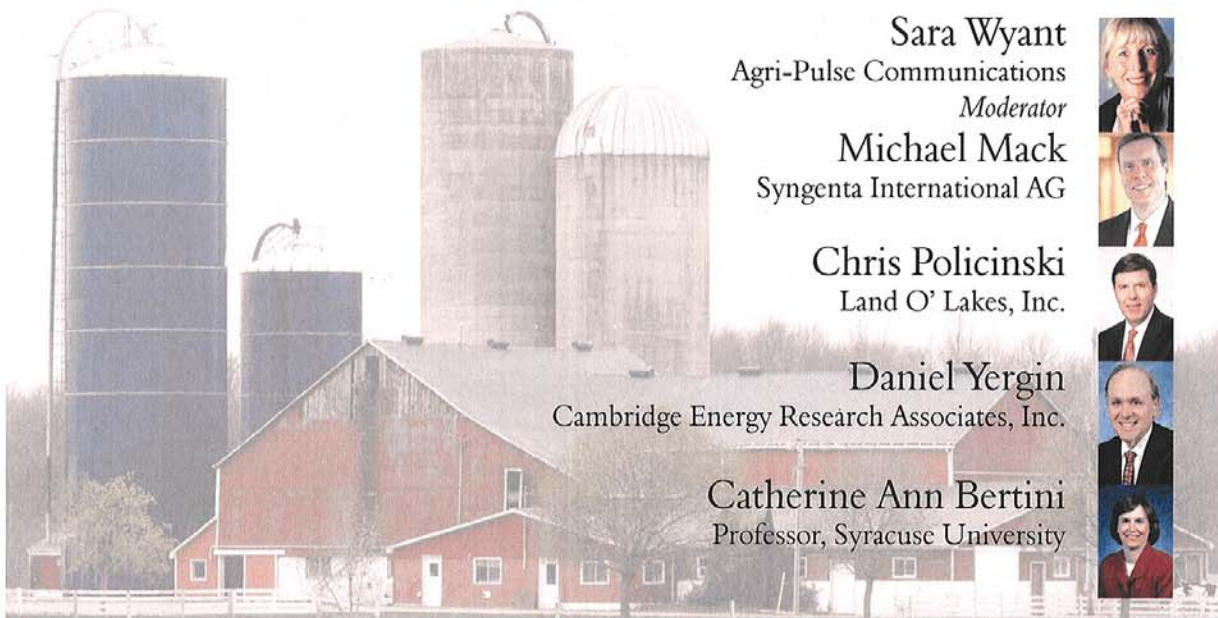 Sara Wyant
Agri-Pulse Communications
Moderator
Michael Mack
Syngenta International AG
Chris Policinski
Land O' Lakes, Inc.
Daniel Yergin
Cambridge Energy Research Associates, Inc.
Catherine Ann Bertini
Professor, Syracuse University